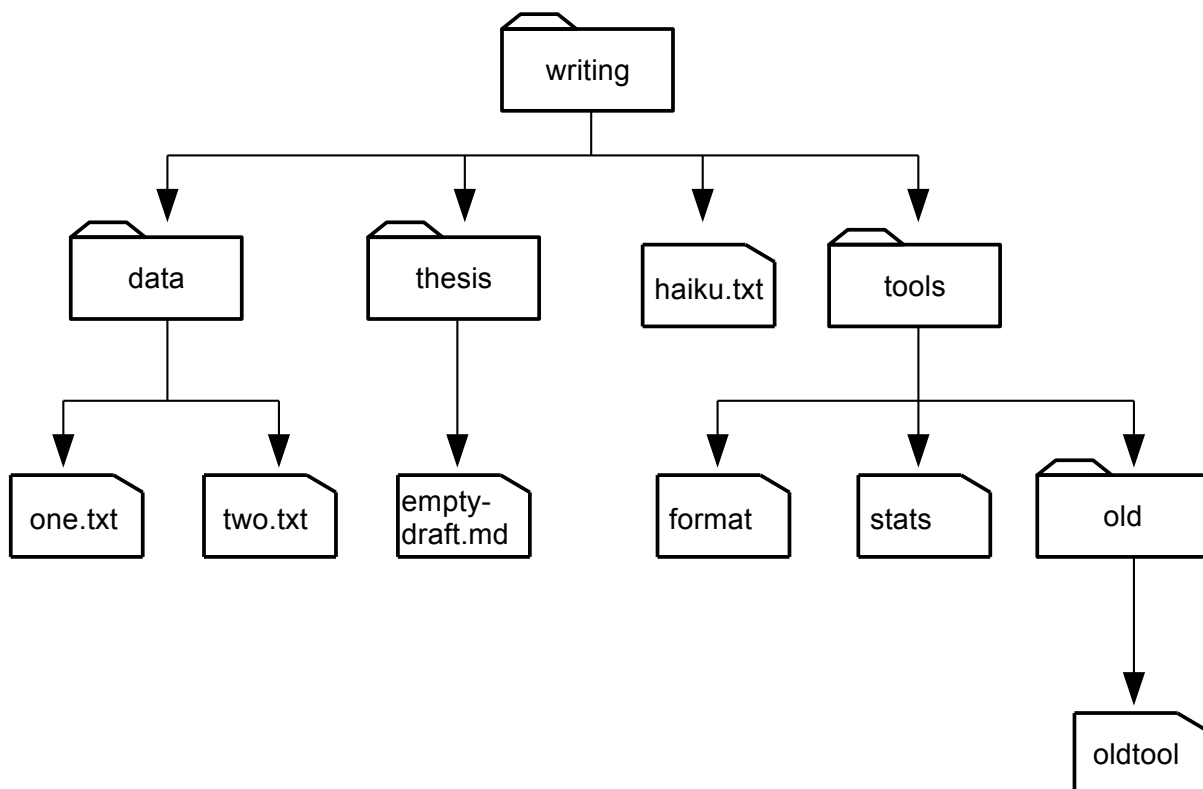 writing
data
thesis
haiku.txt
tools
one.txt
two.txt
empty-
draft.md
format
stats
old
oldtool